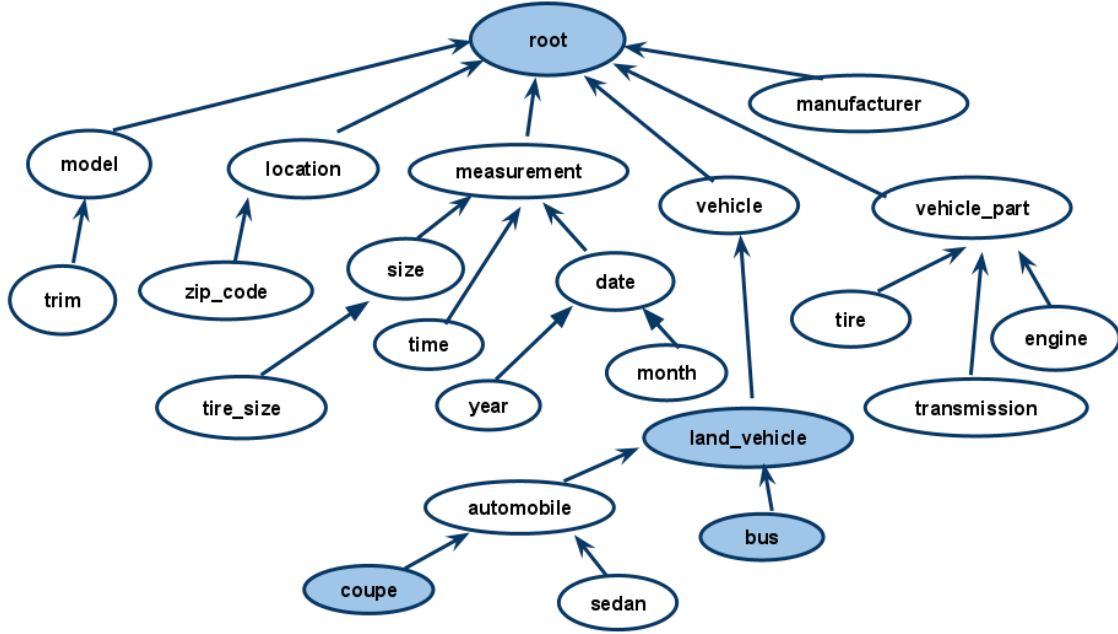 root
manufacturer
model
location
measurement
vehicle
vehicle_part
size
date
trim
zip_code
tire
engine
time
month
tire_size
year
transmission
land_vehicle
automobile
bus
coupe
sedan